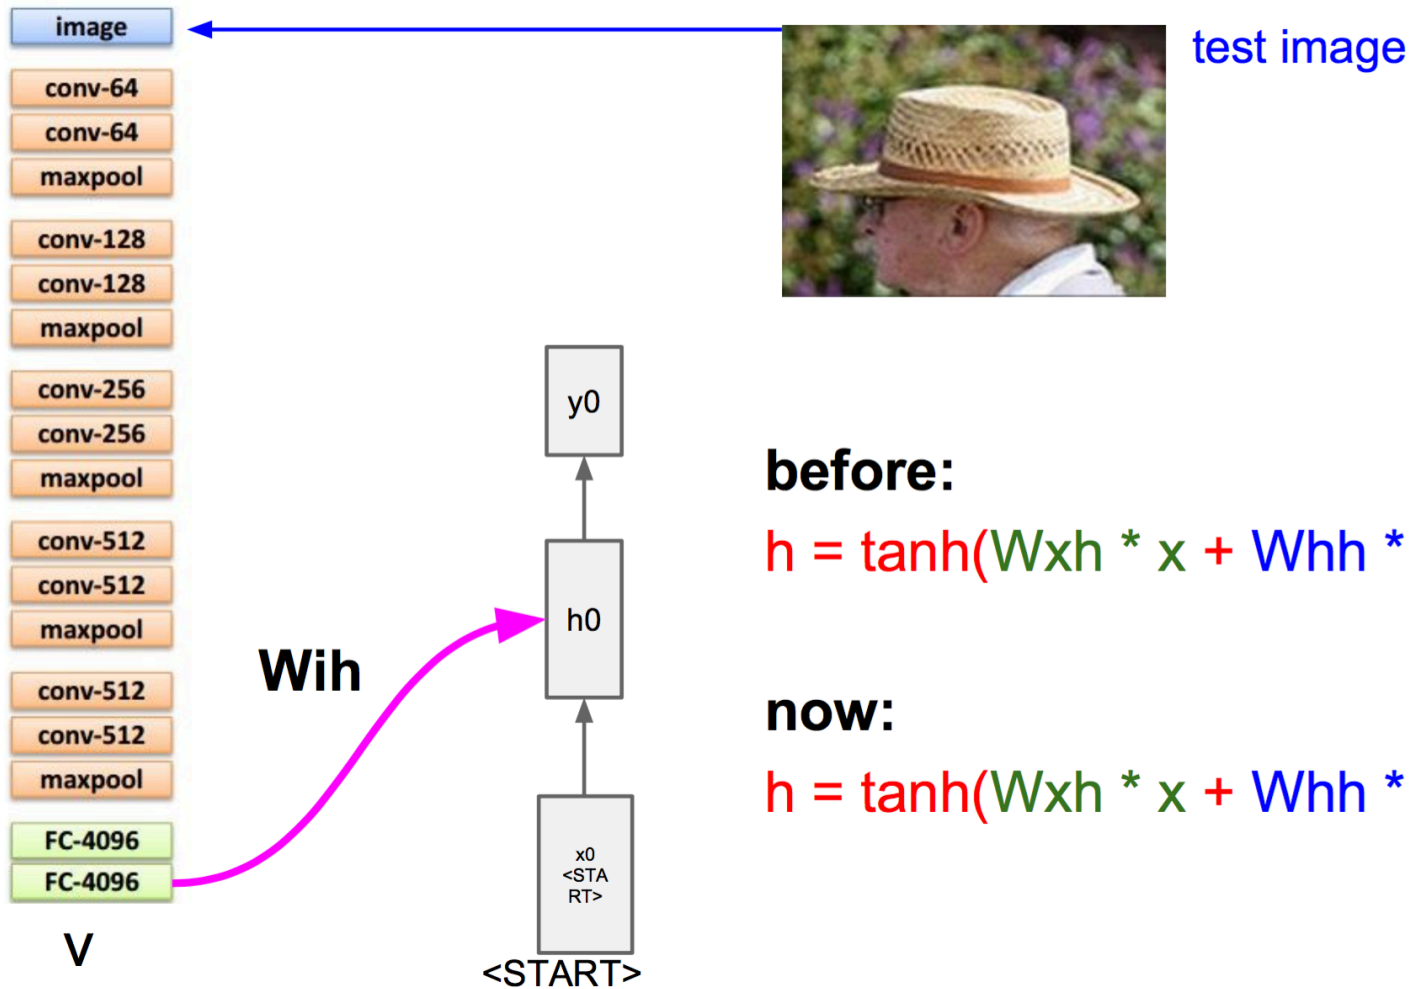 image
conv-64
conv-64
maxpool
conv-128
conv-128
maxpool
conv-256
conv-256
maxpool
conv-512
conv-512
maxpool
conv-512
conv-512
maxpool
FC-4096
FC-4096
v
Wih
y0
h0
x0
<STA
RT>
<START>
test image
before:
h = tanh(Wxh * x + Whh *
now:
h = tanh(Wxh * x + Whh *